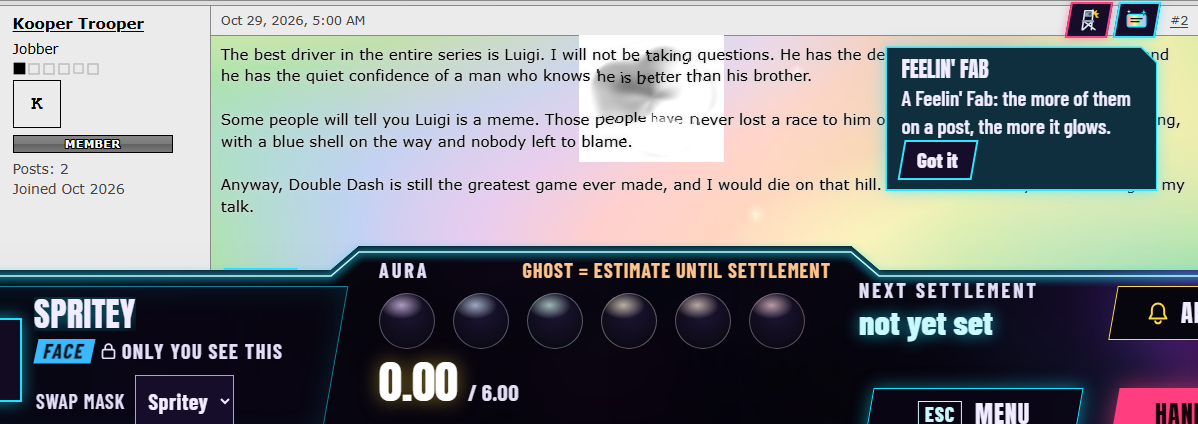 Kooper Trooper
Jobber
K
MEMBER
Posts: 2
Joined Oct 2026
Oct 29, 2026, 5:00 AM
#2
The best driver in the entire series is Luigi. I will not be taking questions. He has the de nd
he has the quiet confidence of a man who knows he is better than his brother.
Some people will tell you Luigi is a meme. Those people have never lost a race to him o ng,
with a blue shell on the way and nobody left to blame.
Anyway, Double Dash is still the greatest game ever made, and I would die on that hill. my
talk.
FEELIN' FAB
A Feelin' Fab: the more of them
on a post, the more it glows.
Got it
SPRITEY
FACE ONLY YOU SEE THIS
SWAP MASK Spritey
AURA
GHOST = ESTIMATE UNTIL SETTLEMENT
0.00 / 6.00
NEXT SETTLEMENT
not yet set
ESC MENU